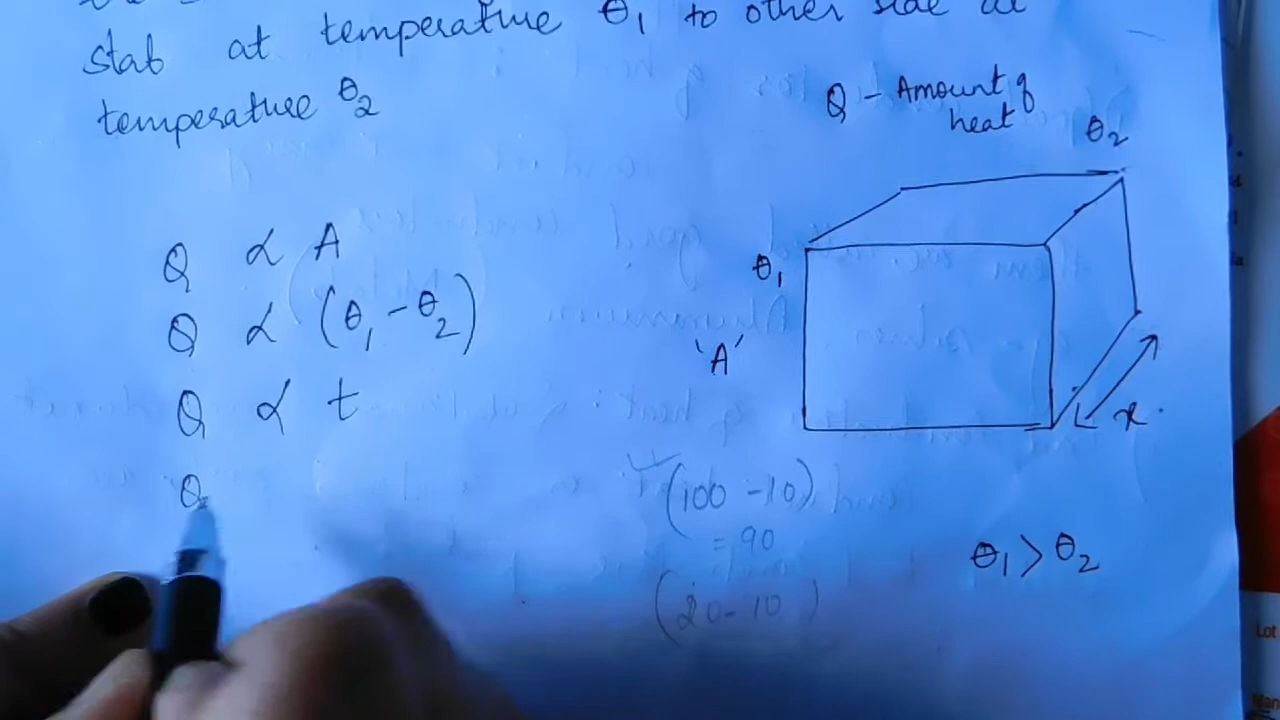 slab at temperature θ₁ to other side at
temperature θ₂
Q - Amount of
heat
θ₂
Q α A
θ₁
Q α (θ₁ - θ₂)
'A'
Q α t
x.
Q
(100 - 10)
= 90
θ₁ > θ₂
(20 - 10)
Lot